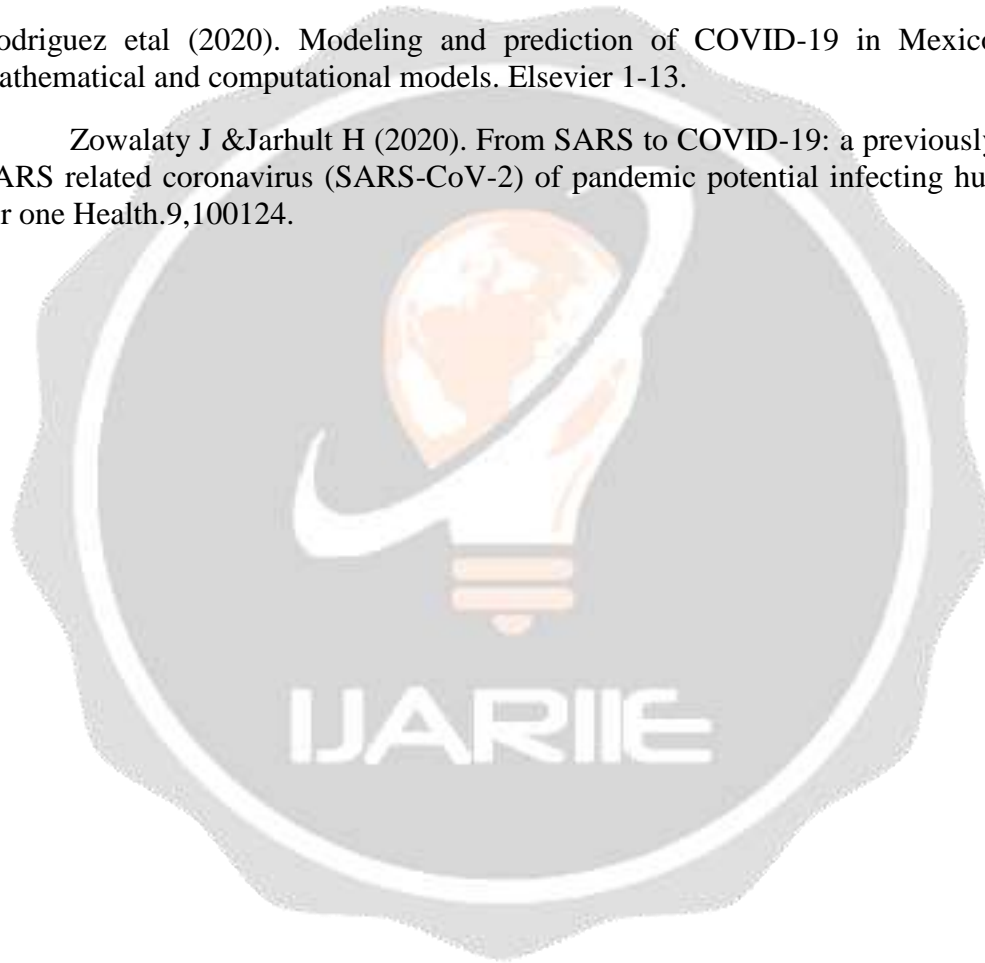 odriguez etal (2020). Modeling and prediction of COVID-19 in Mexico
athematical and computational models. Elsevier 1-13.
Zowalaty J &Jarhult H (2020). From SARS to COVID-19: a previously
ARS related coronavirus (SARS-CoV-2) of pandemic potential infecting hu
r one Health.9,100124.
IJARIIE